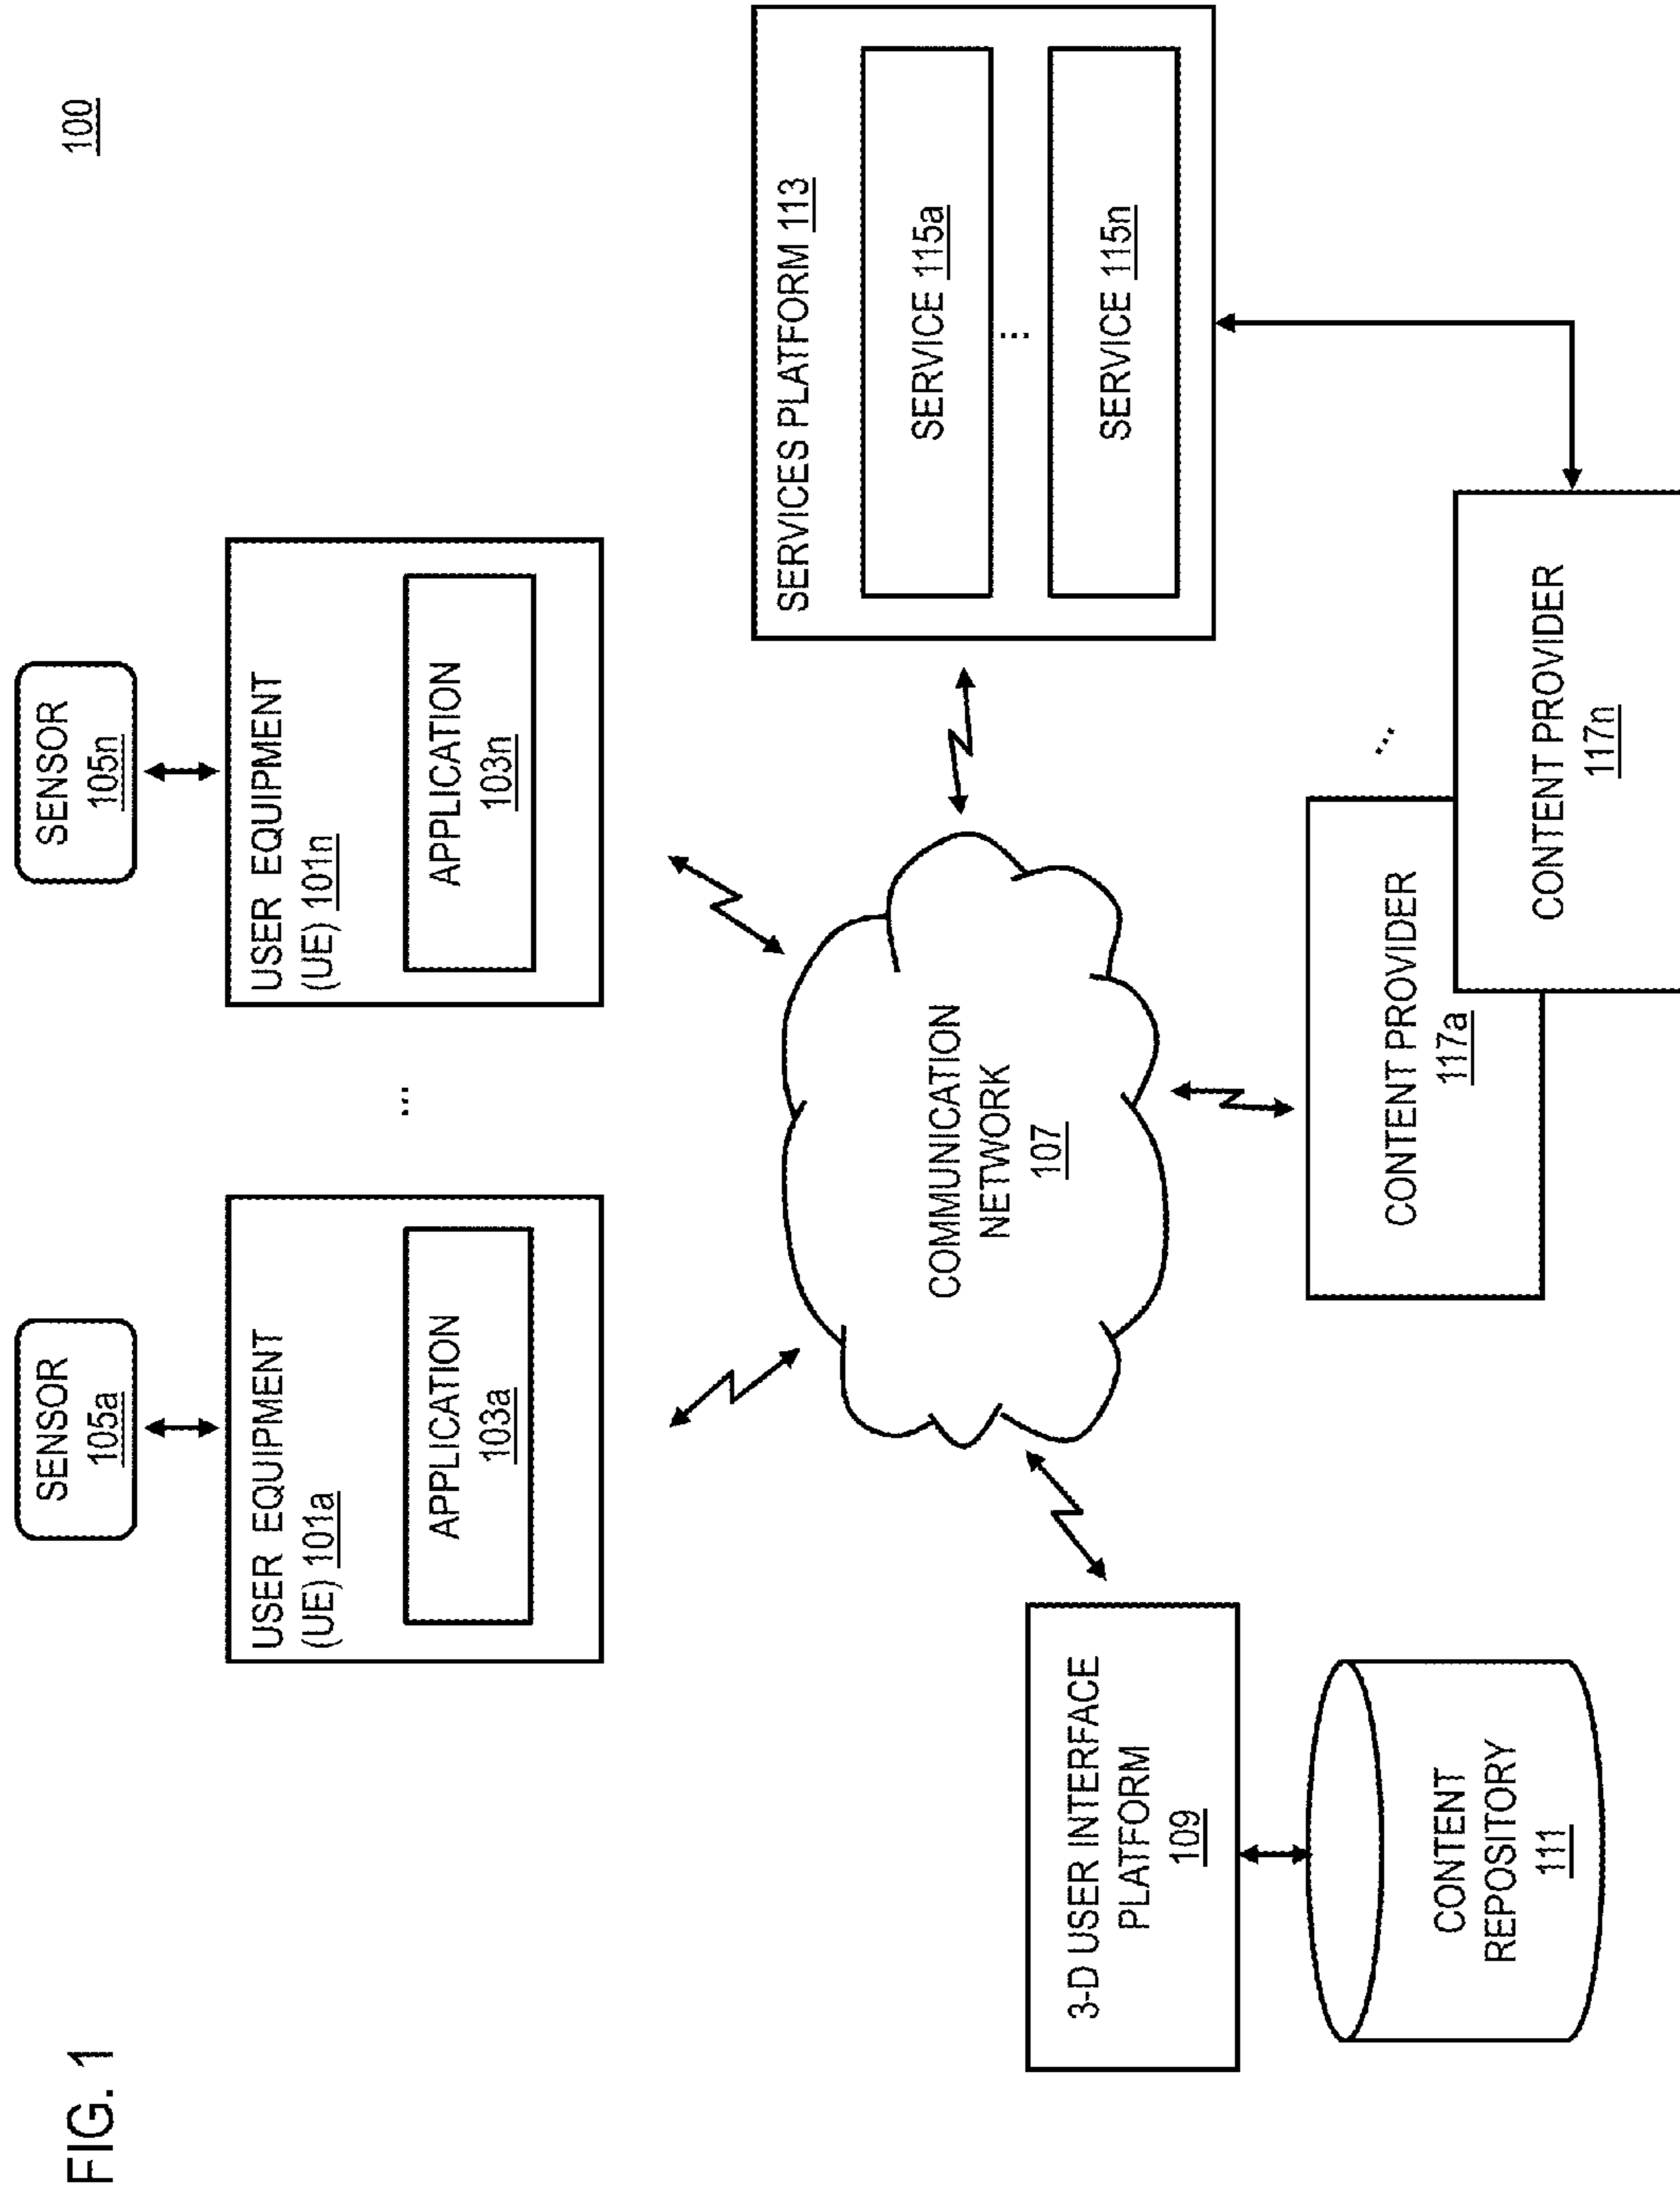 FIG. 1
100
SENSOR
105a
SENSOR
105n
USER EQUIPMENT
(UE) 101a
APPLICATION
103a
...
USER EQUIPMENT
(UE) 101n
APPLICATION
103n
COMMUNICATION
NETWORK
107
SERVICES PLATFORM 113
SERVICE 115a
...
SERVICE 115n
3-D USER INTERFACE
PLATFORM
109
CONTENT
REPOSITORY
111
CONTENT PROVIDER
117a
...
CONTENT PROVIDER
117n